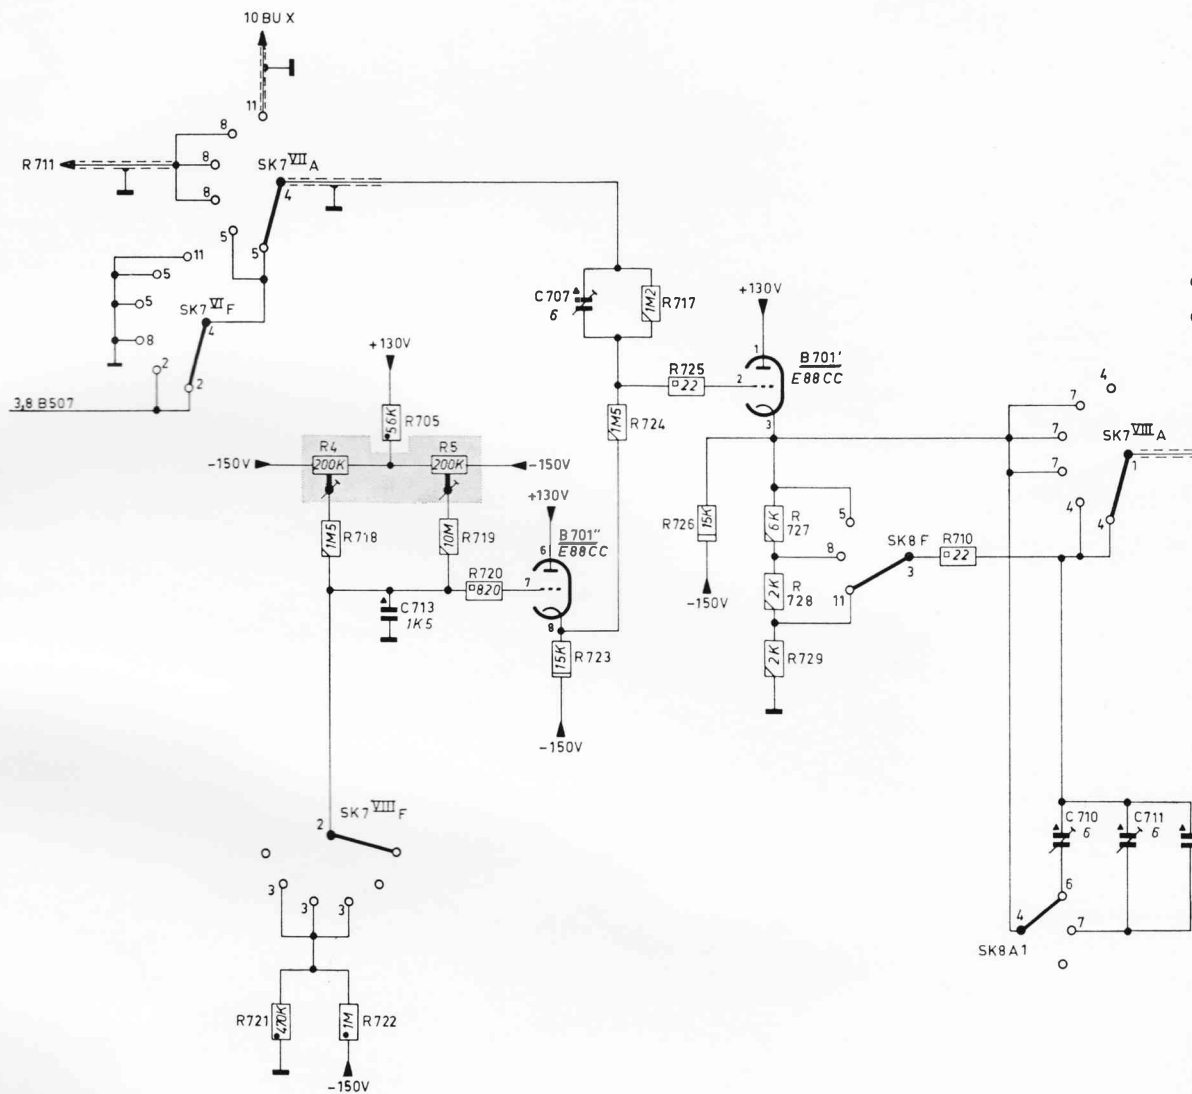 10 BU X
11
8
R711
8
SK7 VII A
4
8
5
5
11
5
SK7 VI F
4
5
8
2
2
3,8 B507
C707
6
1M2
R717
+130V
+130V
1
B701'
E88CC
R725
22
2
3
56K
R705
1M5
R724
R4
200K
R5
200K
-150V
-150V
+130V
1M5
R718
10M
R719
B701''
E88CC
6
R720
820
7
C713
1K5
8
15K
R723
-150V
R726
15K
-150V
6K
R
727
5
8
SK8F
3
R710
22
2K
R
728
11
2K
R729
4
7
7
SK7 VIII A
1
7
4
4
SK7 VIII F
2
3
3
3
C710
6
C711
6
6
4
7
SK8A1
R721
470K
1M
R722
-150V